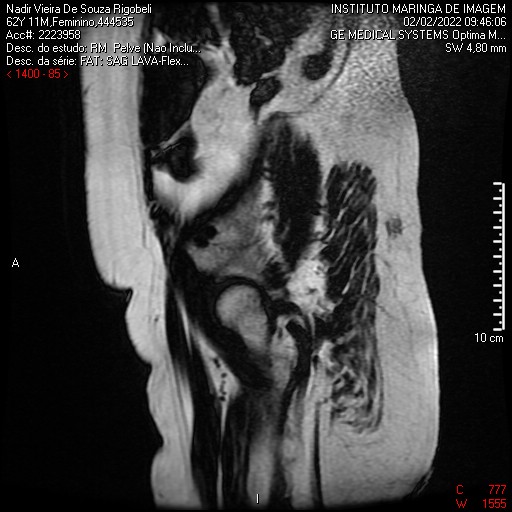 Nadir Vieira De Souza Rigobeli
62Y 11M,Feminino,444535
Acc#: 2223958
Desc. do estudo: RM  Pelve (Nao Inclu...
Desc. da série: FAT: SAG LAVA-Flex...
< 1400 - 85 >
INSTITUTO MARINGA DE IMAGEM
02/02/2022 09:46:06
GE MEDICAL SYSTEMS Optima M...
SW 4,80 mm
A
10 cm
I
C 777
W 1555